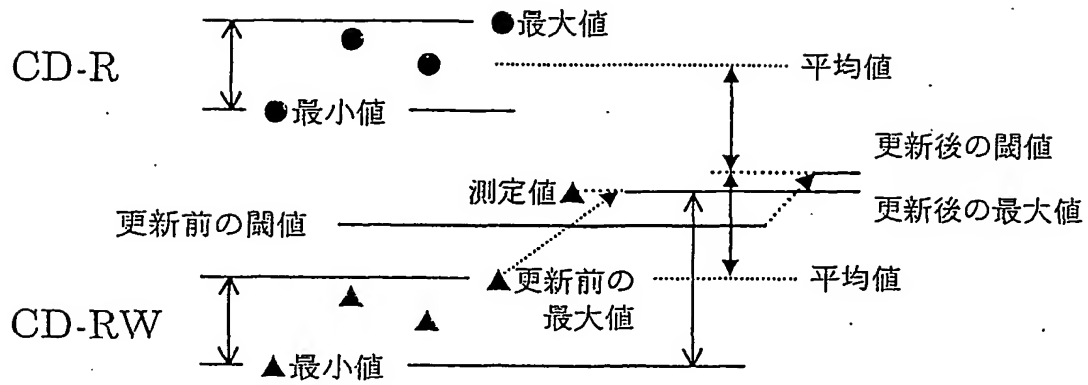 最大値
CD-R
平均値
最小値
更新後の閾値
測定値
更新後の最大値
更新前の閾値
更新前の
最大値
平均値
CD-RW
最小値